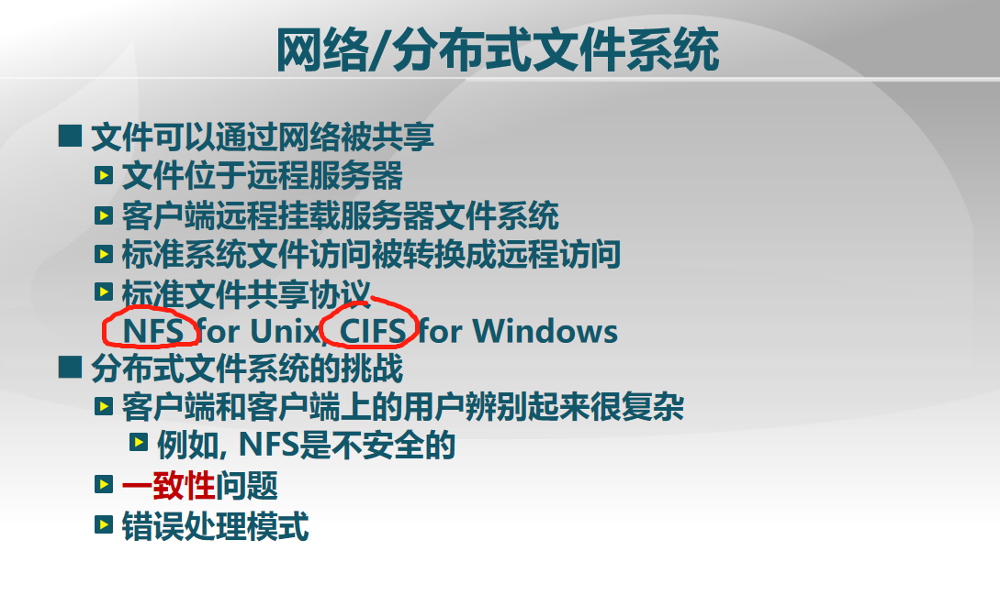 网络/分布式文件系统
文件可以通过网络被共享
文件位于远程服务器
客户端远程挂载服务器文件系统
标准系统文件访问被转换成远程访问
标准文件共享协议
NFS for Unix, CIFS for Windows
分布式文件系统的挑战
客户端和客户端上的用户辨别起来很复杂
例如, NFS是不安全的
一致性问题
错误处理模式